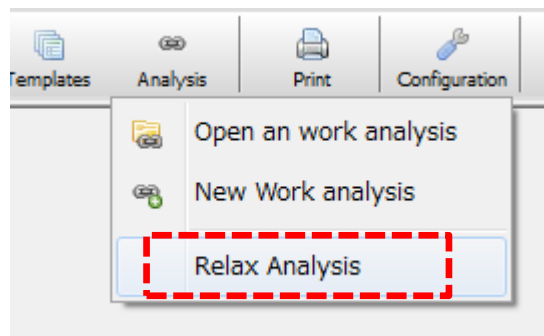 Templates Analysis Print Configuration
Open an work analysis
New Work analysis
Relax Analysis